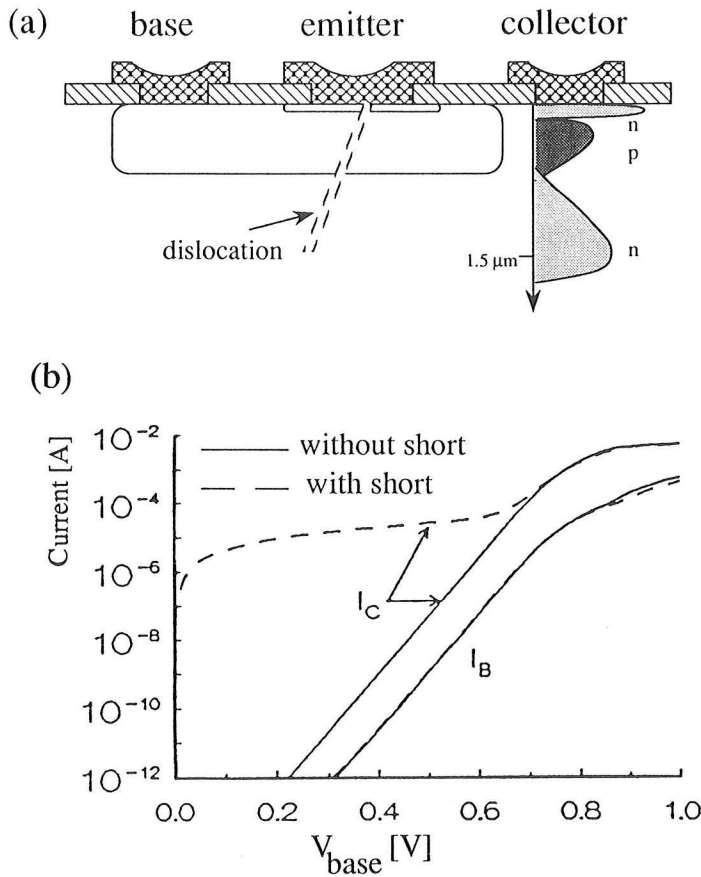 (a) base emitter collector
n
p
dislocation
1.5 μm
n
(b)
Current [A]
10⁻²
10⁻⁴
10⁻⁶
10⁻⁸
10⁻¹⁰
10⁻¹²
without short
with short
I_C
I_B
0.0 0.2 0.4 0.6 0.8 1.0
V_base [V]